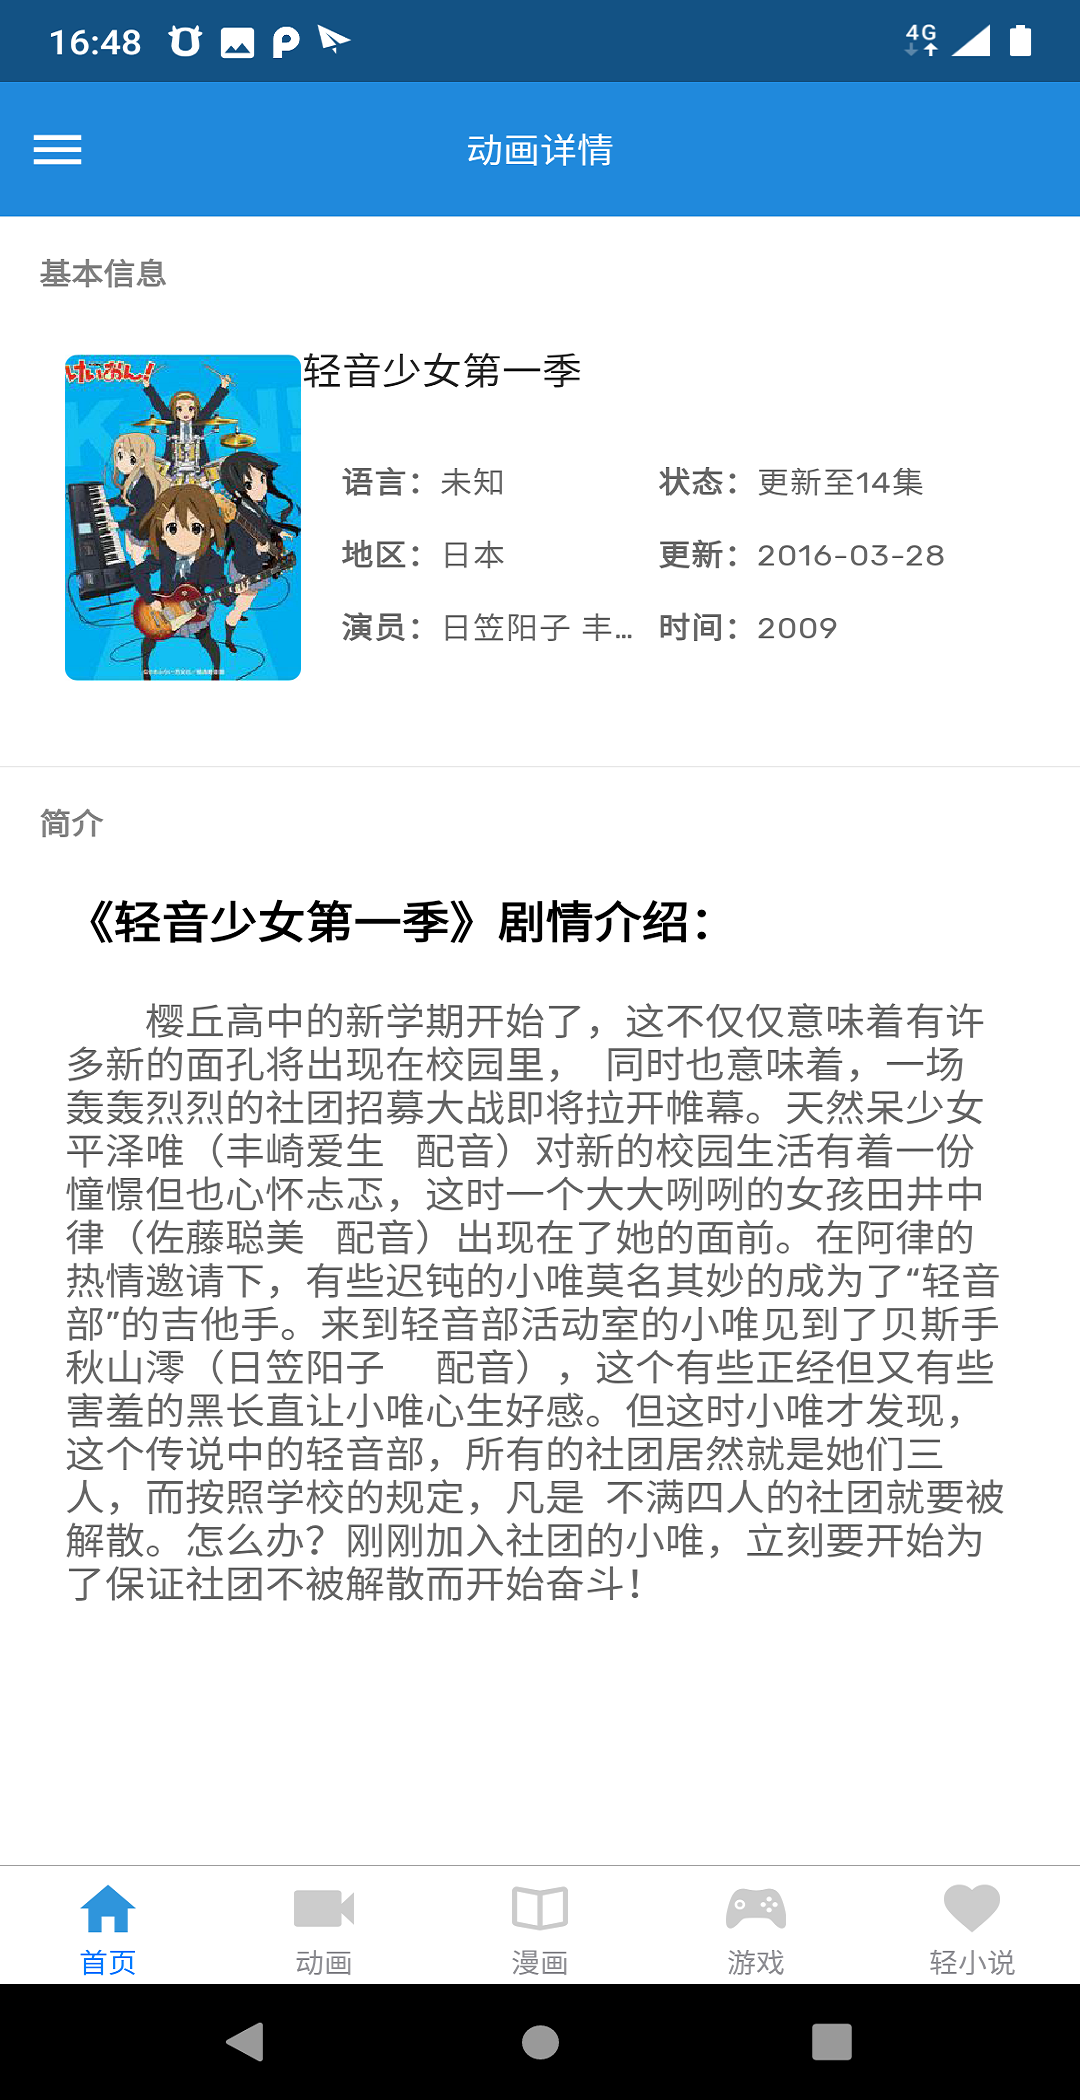 16:48
4G
动画详情
基本信息
けいおん!
轻音少女第一季
语言：未知
状态：更新至14集
地区：日本
更新：2016-03-28
演员：日笠阳子 丰...
时间：2009
简介
《轻音少女第一季》剧情介绍：
樱丘高中的新学期开始了，这不仅仅意味着有许
多新的面孔将出现在校园里， 同时也意味着，一场
轰轰烈烈的社团招募大战即将拉开帷幕。天然呆少女
平泽唯（丰崎爱生 配音）对新的校园生活有着一份
憧憬但也心怀忐忑，这时一个大大咧咧的女孩田井中
律（佐藤聪美 配音）出现在了她的面前。在阿律的
热情邀请下，有些迟钝的小唯莫名其妙的成为了“轻音
部”的吉他手。来到轻音部活动室的小唯见到了贝斯手
秋山澪（日笠阳子 配音），这个有些正经但又有些
害羞的黑长直让小唯心生好感。但这时小唯才发现，
这个传说中的轻音部，所有的社团居然就是她们三
人，而按照学校的规定，凡是 不满四人的社团就要被
解散。怎么办？刚刚加入社团的小唯，立刻要开始为
了保证社团不被解散而开始奋斗！
首页
动画
漫画
游戏
轻小说